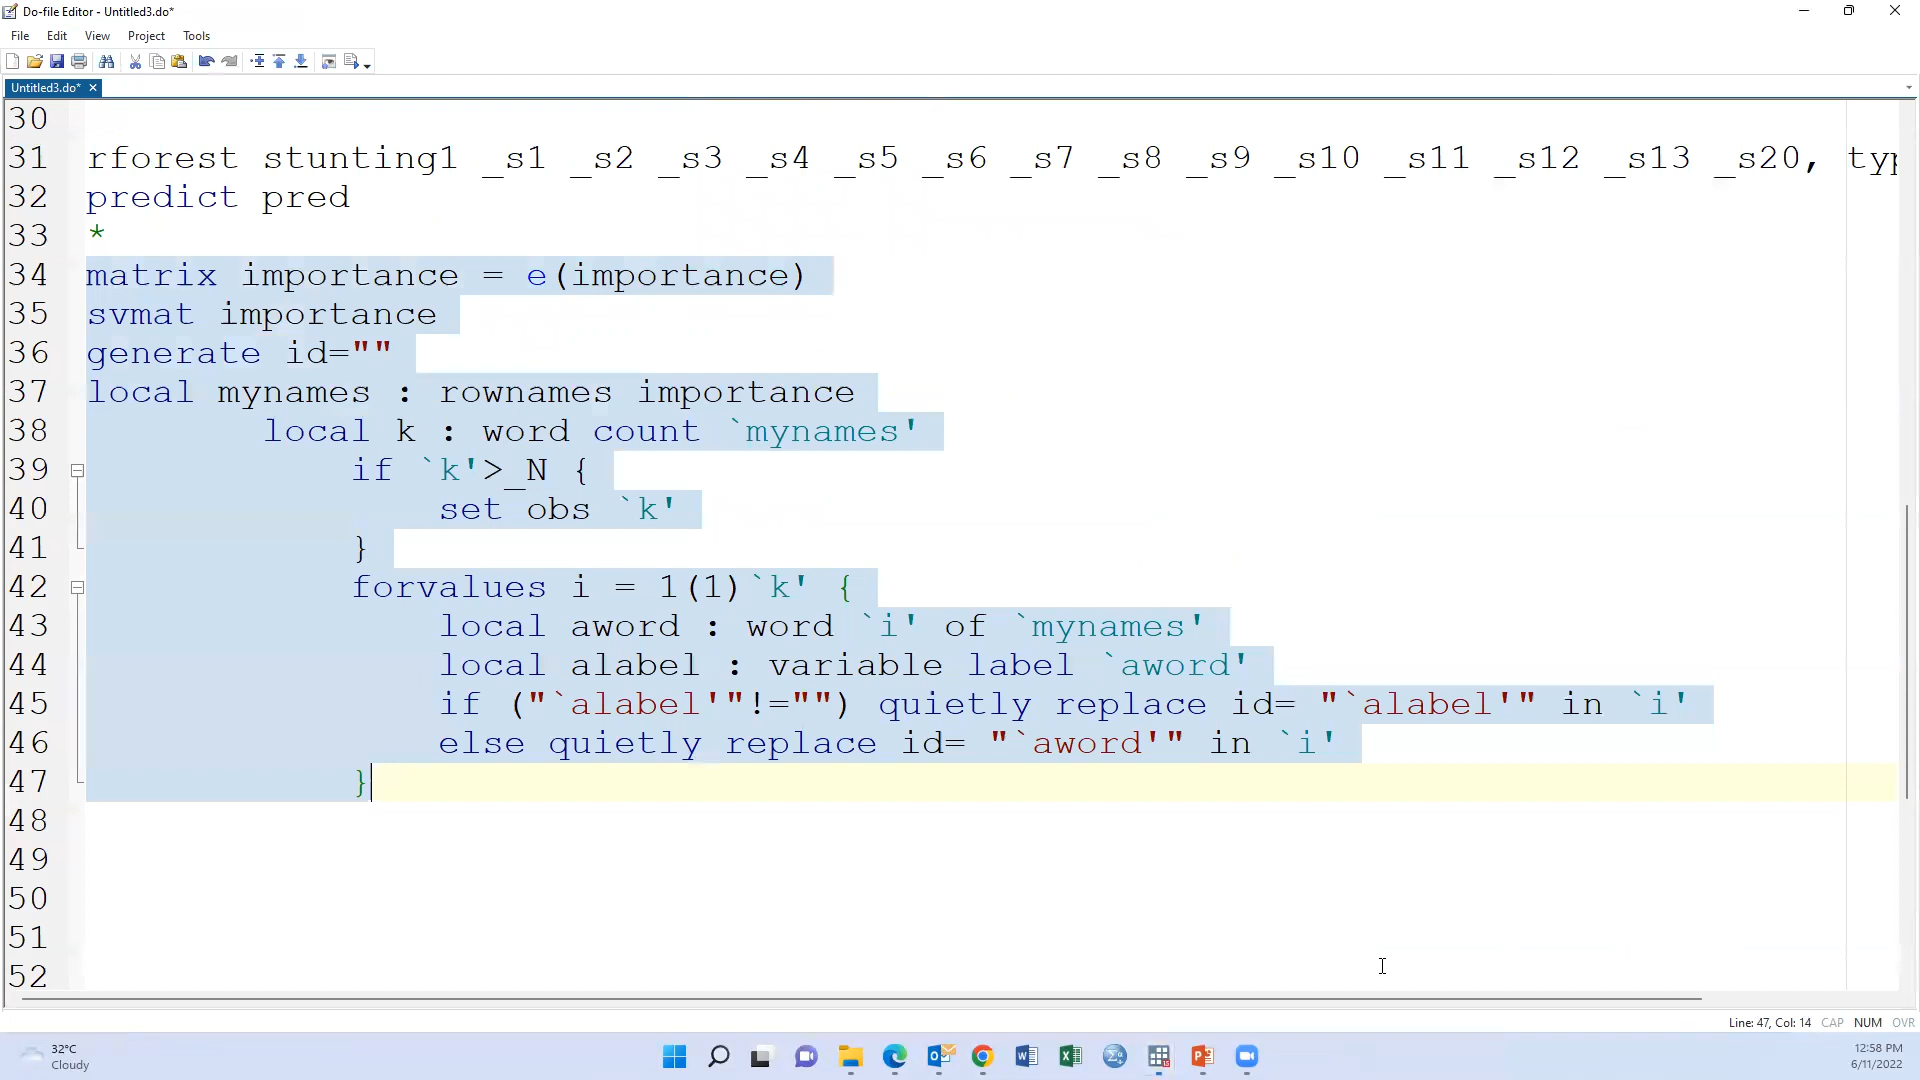 Do-file Editor - Untitled3.do*
File Edit View Project Tools
Untitled3.do* ×
30
31 rforest stunting1 _s1 _s2 _s3 _s4 _s5 _s6 _s7 _s8 _s9 _s10 _s11 _s12 _s13 _s20, typ
32 predict pred
33 *
34 matrix importance = e(importance)
35 svmat importance
36 generate id=""
37 local mynames : rownames importance
38 local k : word count `mynames'
39 if `k'>_N {
40 set obs `k'
41 }
42 forvalues i = 1(1)`k' {
43 local aword : word `i' of `mynames'
44 local alabel : variable label `aword'
45 if ("`alabel'"!="") quietly replace id= "`alabel'" in `i'
46 else quietly replace id= "`aword'" in `i'
47 }
48
49
50
51
52
Line: 47, Col: 14 CAP NUM OVR
32°C
Cloudy
12:58 PM
6/11/2022